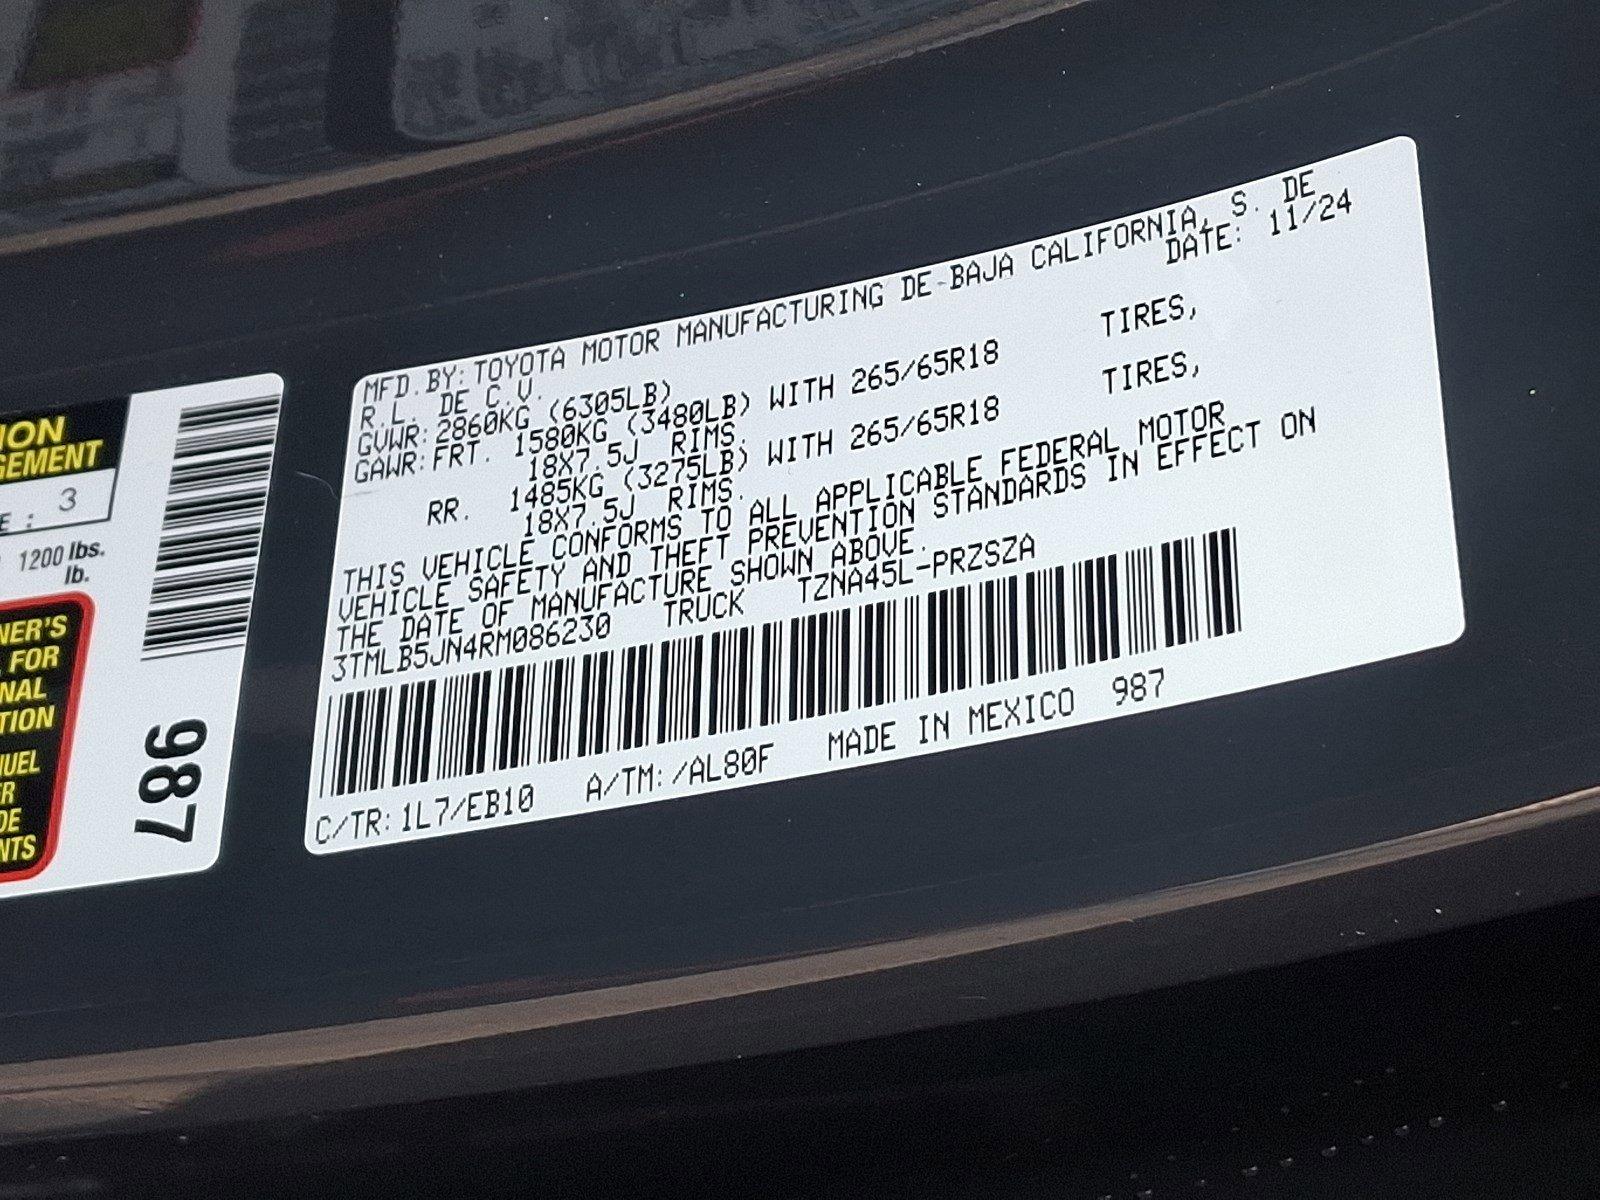 MFD.BY:TOYOTA MOTOR MANUFACTURING DE BAJA CALIFORNIA, S. DE
R.L. DE C.V. DATE: 11/24
GVWR:2860KG (6305LB)
GAWR:FRT. 1580KG (3480LB) WITH 265/65R18 TIRES,
18X7.5J RIMS.
RR. 1485KG (3275LB) WITH 265/65R18 TIRES,
18X7.5J RIMS.
THIS VEHICLE CONFORMS TO ALL APPLICABLE FEDERAL MOTOR
VEHICLE SAFETY AND THEFT PREVENTION STANDARDS IN EFFECT ON
THE DATE OF MANUFACTURE SHOWN ABOVE.
3TMLB5JN4RM086230 TRUCK TZNA45L-PRZSZA
C/TR:1L7/EB10 A/TM:/AL80F MADE IN MEXICO 987
ION
GEMENT
E : 3
1200 lbs.
lb.
NER'S
FOR
NAL
TION
UEL
R
DE
NTS
987